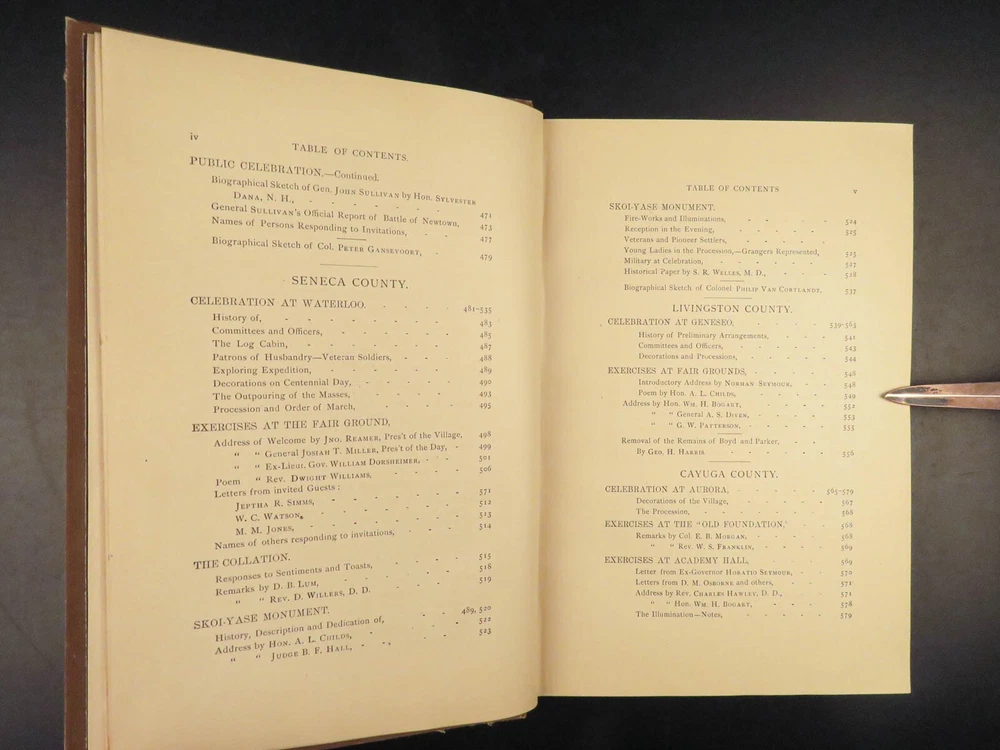 iv
TABLE OF CONTENTS.
PUBLIC CELEBRATION.—Continued.
Biographical Sketch of Gen. JOHN SULLIVAN by Hon. SYLVESTER
DANA, N. H., 471
General SULLIVAN'S Official Report of Battle of Newtown, 473
Names of Persons Responding to Invitations, 477
Biographical Sketch of Col. PETER GANSEVOORT, 479
SENECA COUNTY.
CELEBRATION AT WATERLOO. 481-535
History of, 483
Committees and Officers, 485
The Log Cabin, 487
Patrons of Husbandry—Veteran Soldiers, 488
Exploring Expedition, 489
Decorations on Centennial Day, 490
The Outpouring of the Masses, 493
Procession and Order of March, 495
EXERCISES AT THE FAIR GROUND,
Address of Welcome by JNO. REAMER, Pres't of the Village, 498
" " General JOSIAH T. MILLER, Pres't of the Day, 499
" " Ex-Lieut. Gov. WILLIAM DORSHEIMER, 501
Poem " Rev. DWIGHT WILLIAMS, 506
Letters from invited Guests:
JEPTHA R. SIMMS, 571
W. C. WATSON, 512
M. M. JONES, 513
Names of others responding to invitations, 514
THE COLLATION.
Responses to Sentiments and Toasts, 515
Remarks by D. B. LUM, 518
" " REV. D. WILLERS, D. D. 519
SKOI-YASE MONUMENT. 489, 520
History, Description and Dedication of, 522
Address by HON. A. L. CHILDS, 523
" " JUDGE B. F. HALL,
TABLE OF CONTENTS v
SKOI-YASE MONUMENT.
Fire-Works and Illuminations, 524
Reception in the Evening, 525
Veterans and Pioneer Settlers,
Young Ladies in the Procession,—Grangers Represented, 525
Military at Celebration, 527
Historical Paper by S. R. WELLES, M. D., 528
Biographical Sketch of Colonel PHILIP VAN CORTLANDT, 537
LIVINGSTON COUNTY.
CELEBRATION AT GENESEO, 539-563
History of Preliminary Arrangements, 541
Committees and Officers, 543
Decorations and Processions, 544
EXERCISES AT FAIR GROUNDS, 548
Introductory Address by NORMAN SEYMOUR, 548
Poem by HON. A. L. CHILDS, 549
Address by Hon. WM. H. BOGART, 552
" " General A. S. DIVEN, 553
" " G. W. PATTERSON, 555
Removal of the Remains of Boyd and Parker,
By GEO. H. HARRIS. 556
CAYUGA COUNTY.
CELEBRATION AT AURORA, 565-579
Decorations of the Village, 567
The Procession, 568
EXERCISES AT THE "OLD FOUNDATION," 568
Remarks by Col. E. B. MORGAN, 568
" " Rev. W. S. FRANKLIN, 569
EXERCISES AT ACADEMY HALL, 569
Letter from Ex-Governor HORATIO SEYMOUR, 570
Letters from D. M. OSBORNE and others, 571
Address by Rev. CHARLES HAWLEY, D. D., 571
" " Hon. WM. H. BOGART, 578
The Illumination—Notes, 579